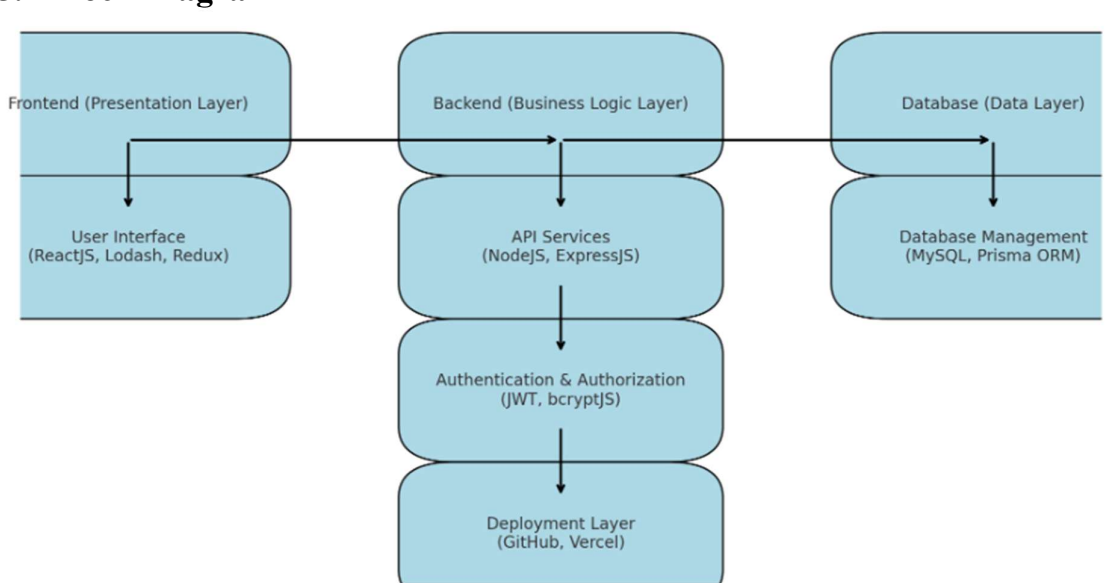 Frontend (Presentation Layer)
Backend (Business Logic Layer)
Database (Data Layer)
User Interface
(ReactJS, Lodash, Redux)
API Services
(NodeJS, ExpressJS)
Database Management
(MySQL, Prisma ORM)
Authentication & Authorization
(JWT, bcryptJS)
Deployment Layer
(GitHub, Vercel)